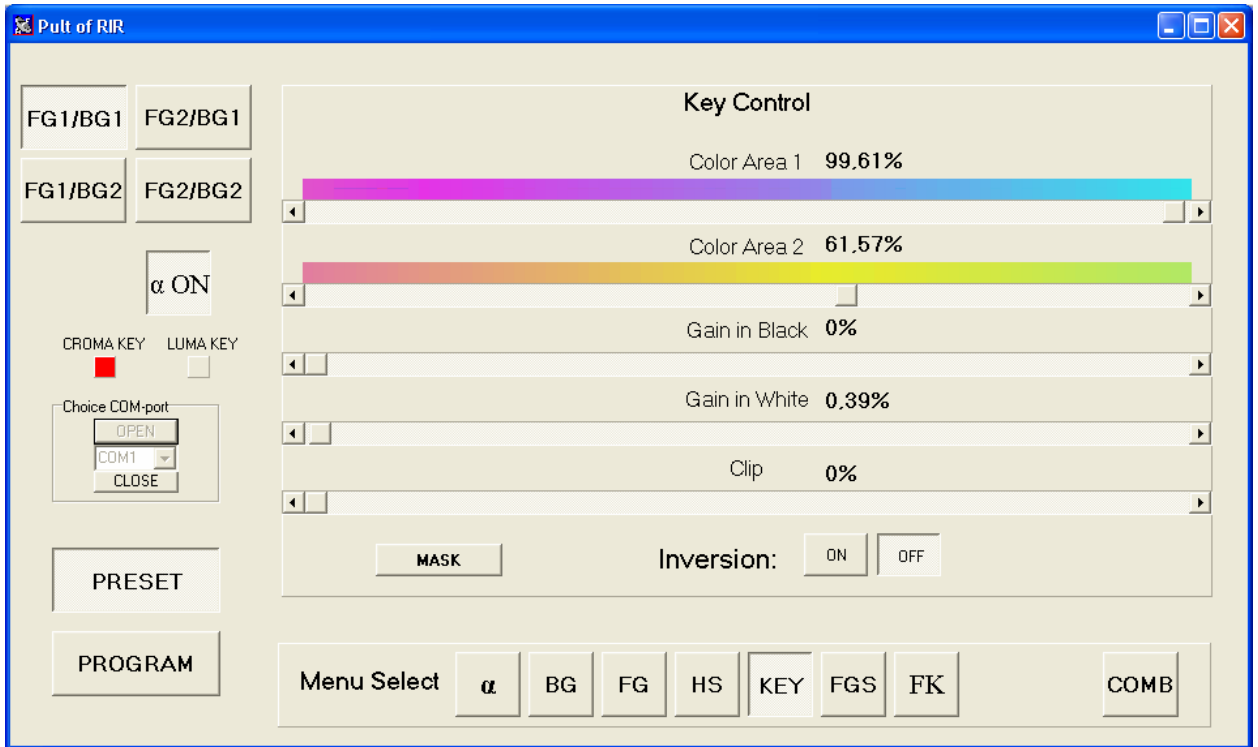 Pult of RIR
FG1/BG1 FG2/BG1
FG1/BG2 FG2/BG2
α ON
CROMA KEY LUMA KEY
Choice COM-port
OPEN
COM1
CLOSE
PRESET
PROGRAM
Key Control
Color Area 1 99,61%
Color Area 2 61,57%
Gain in Black 0%
Gain in White 0,39%
Clip 0%
MASK Inversion: ON OFF
Menu Select α BG FG HS KEY FGS FK COMB